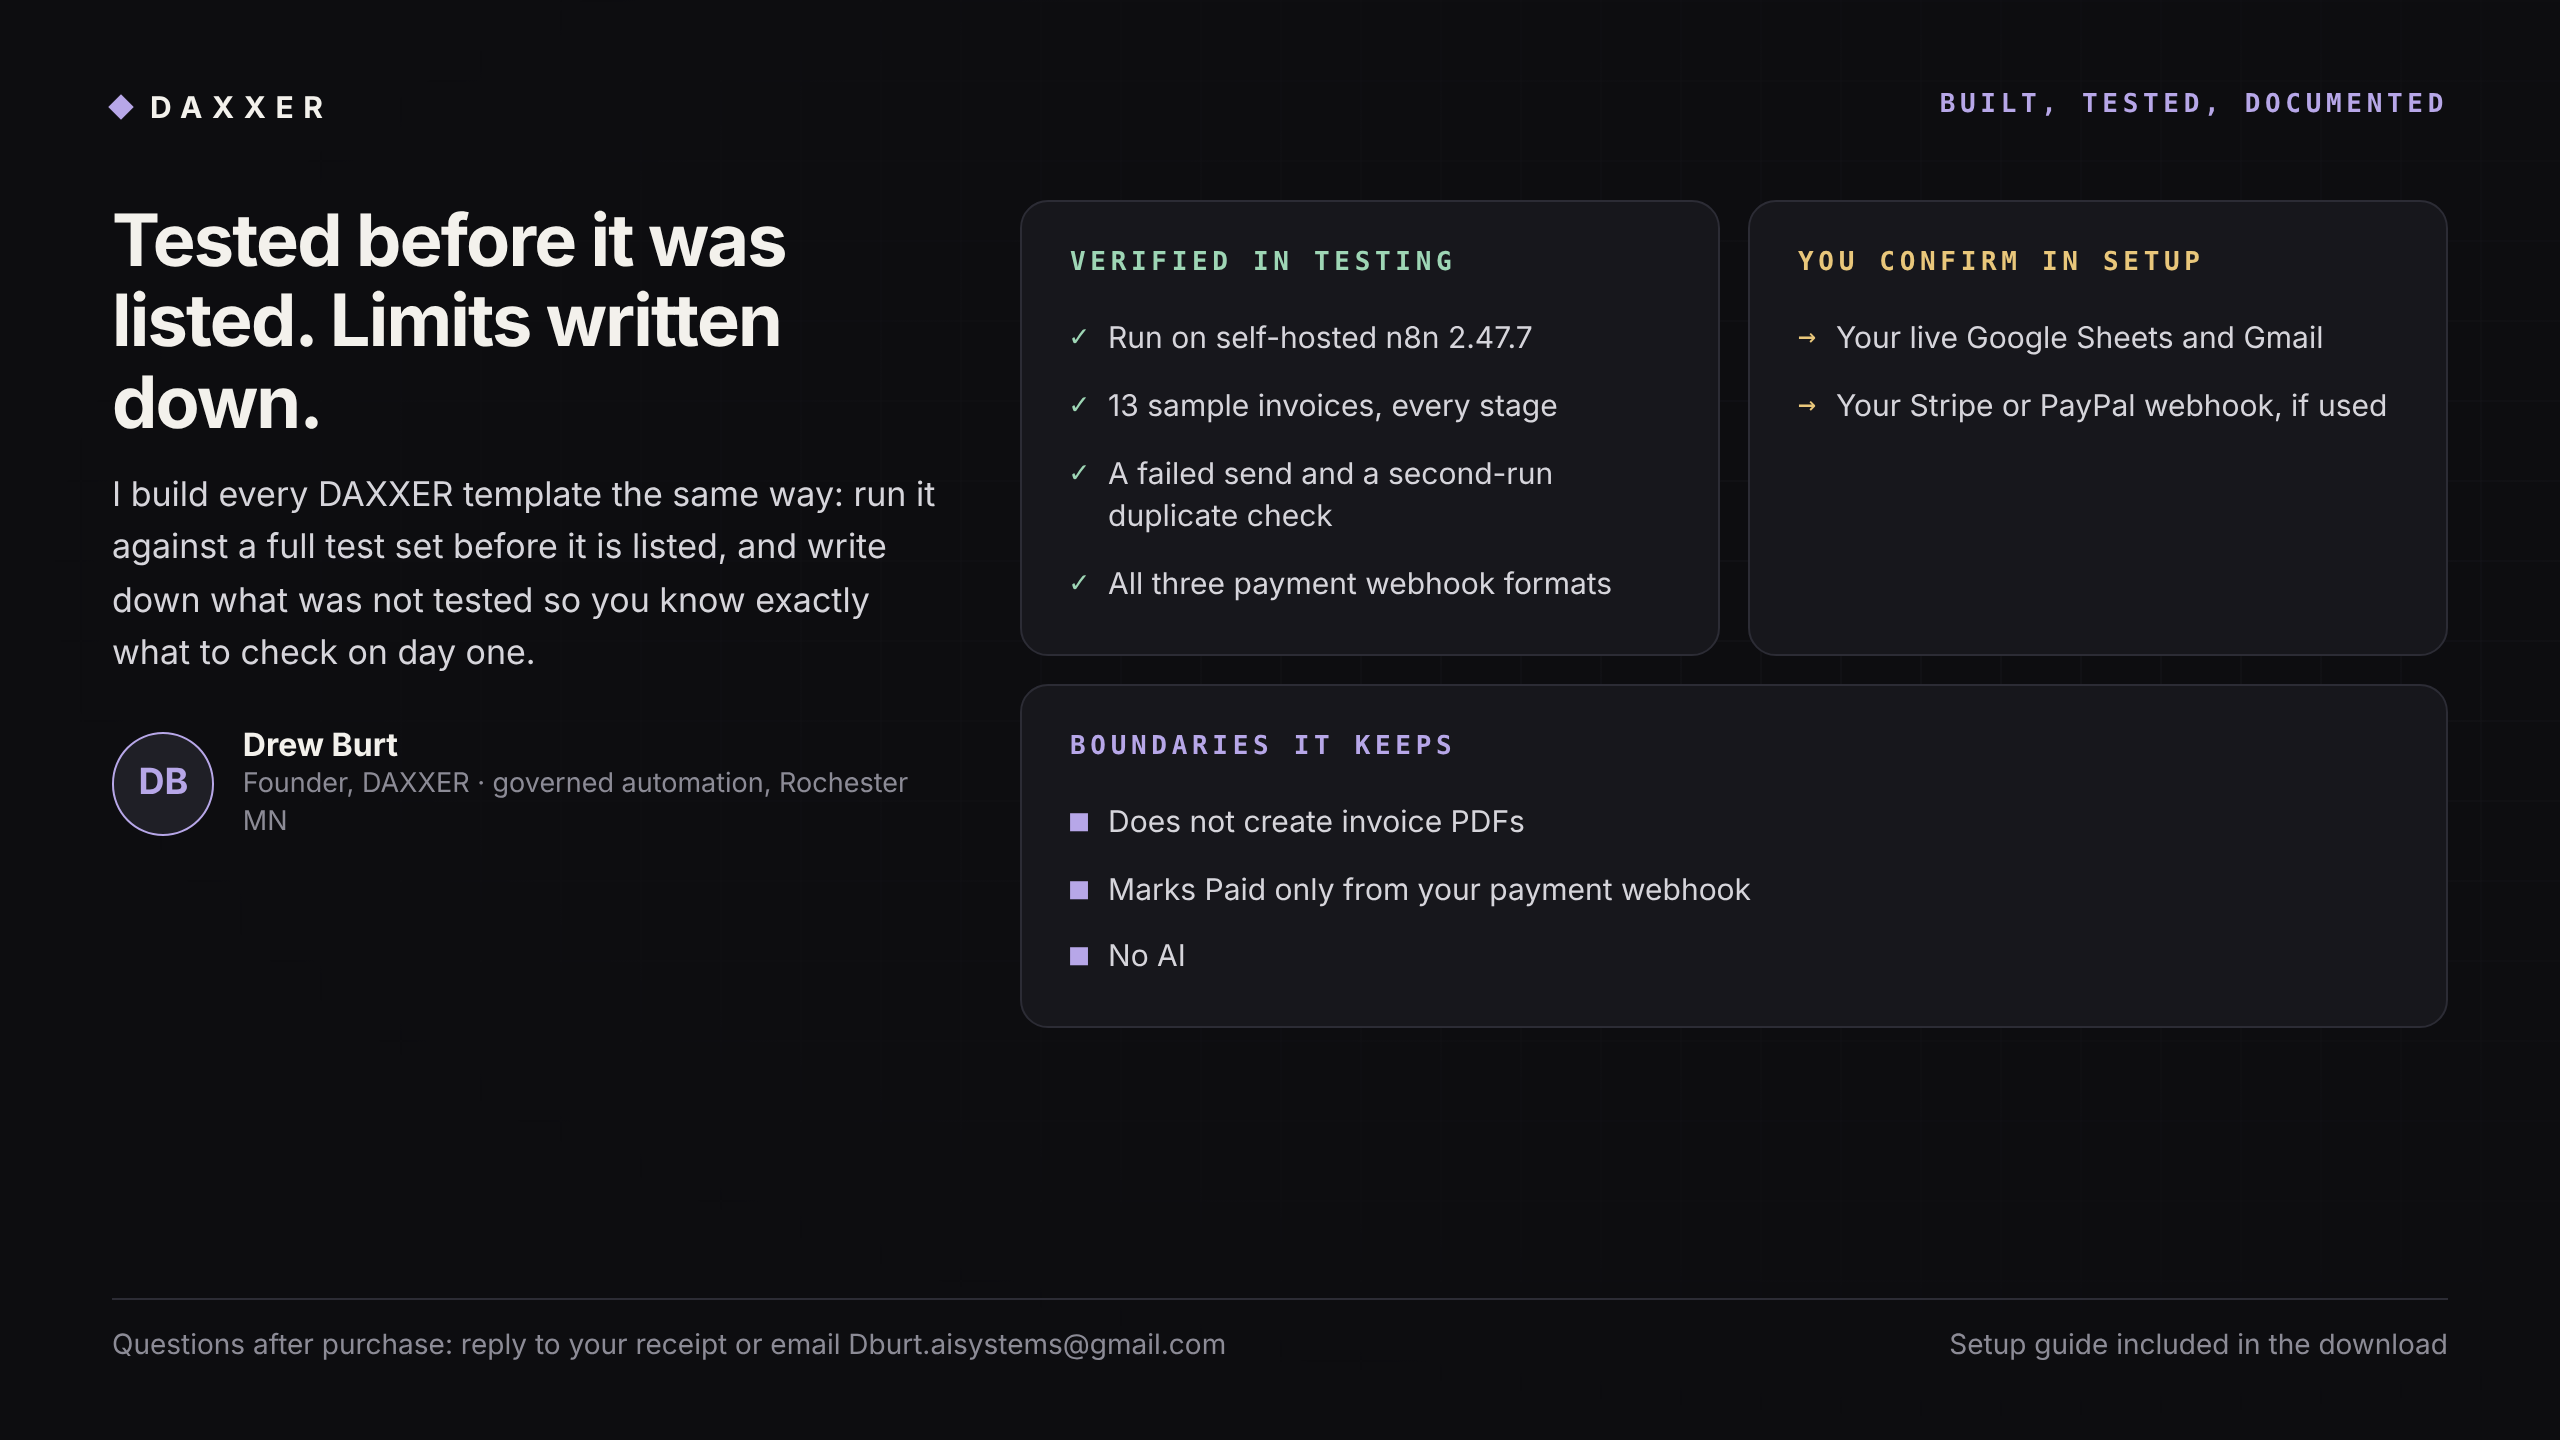 DAXXER
BUILT, TESTED, DOCUMENTED
Tested before it was
listed. Limits written
down.
I build every DAXXER template the same way: run it
against a full test set before it is listed, and write
down what was not tested so you know exactly
what to check on day one.
DB
Drew Burt
Founder, DAXXER · governed automation, Rochester
MN
VERIFIED IN TESTING
✓ Run on self-hosted n8n 2.47.7
✓ 13 sample invoices, every stage
✓ A failed send and a second-run
duplicate check
✓ All three payment webhook formats
YOU CONFIRM IN SETUP
→ Your live Google Sheets and Gmail
→ Your Stripe or PayPal webhook, if used
BOUNDARIES IT KEEPS
■ Does not create invoice PDFs
■ Marks Paid only from your payment webhook
■ No AI
Questions after purchase: reply to your receipt or email Dburt.aisystems@gmail.com
Setup guide included in the download